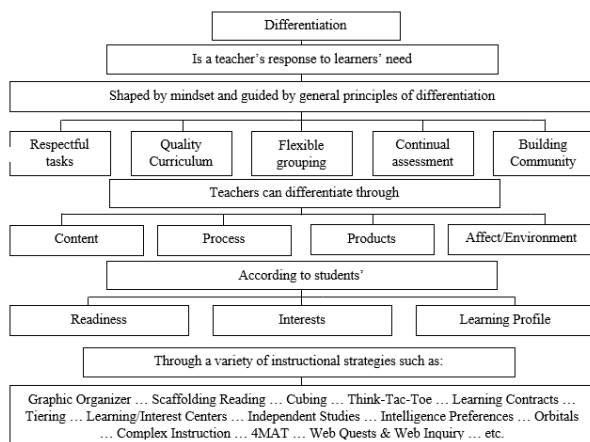 Differentiation
Is a teacher's response to learners' need
Shaped by mindset and guided by general principles of differentiation
Respectful
tasks
Quality
Curriculum
Flexible
grouping
Continual
assessment
Building
Community
Teachers can differentiate through
Content
Process
Products
Affect/Environment
According to students'
Readiness
Interests
Learning Profile
Through a variety of instructional strategies such as:
Graphic Organizer … Scaffolding Reading … Cubing … Think-Tac-Toe … Learning Contracts …
Tiering … Learning/Interest Centers … Independent Studies … Intelligence Preferences … Orbitals
… Complex Instruction … 4MAT … Web Quests & Web Inquiry … etc.